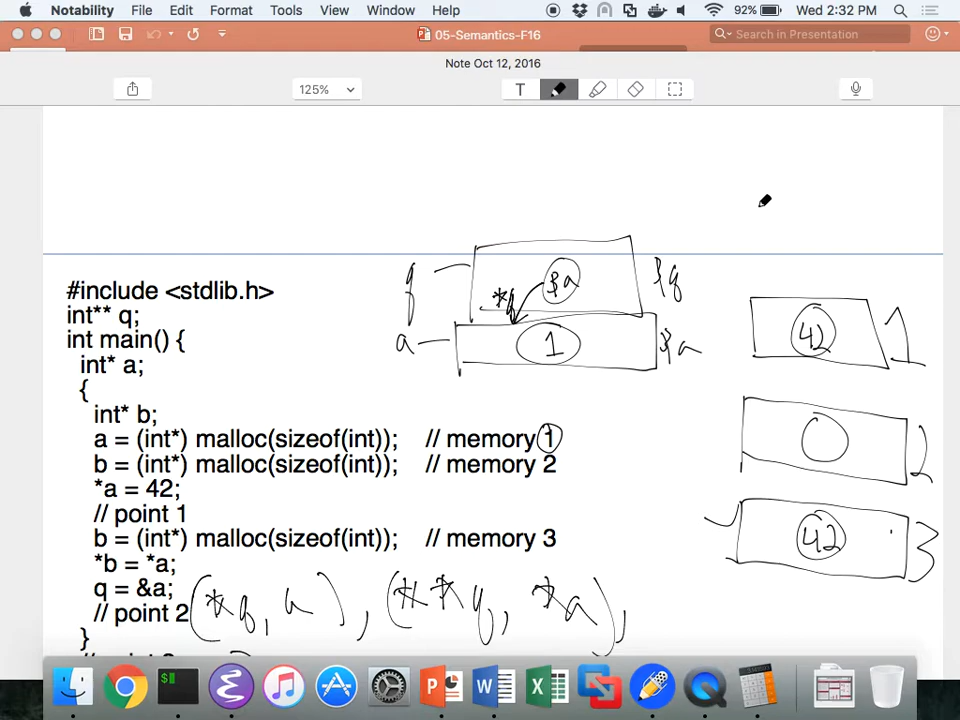 Notability File Edit Format Tools View Window Help 92% Wed 2:32 PM
05-Semantics-F16
Search in Presentation
Note Oct 12, 2016
125%
T
#include <stdlib.h>
int** q;
int main() {
int* a;
{
int* b;
a = (int*) malloc(sizeof(int)); // memory 1
b = (int*) malloc(sizeof(int)); // memory 2
*a = 42;
// point 1
b = (int*) malloc(sizeof(int)); // memory 3
*b = *a;
q = &a;
// point 2 (*q, a), (**q, *a),
}
q
&a
*q
&q
a
1
&a
42
1
2
42
3